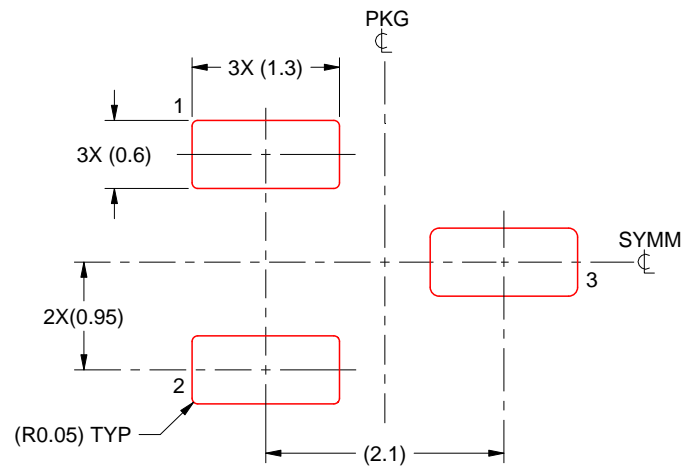 PKG
℄
3X (1.3)
1
3X (0.6)
SYMM
℄
3
2X(0.95)
2
(R0.05) TYP
(2.1)